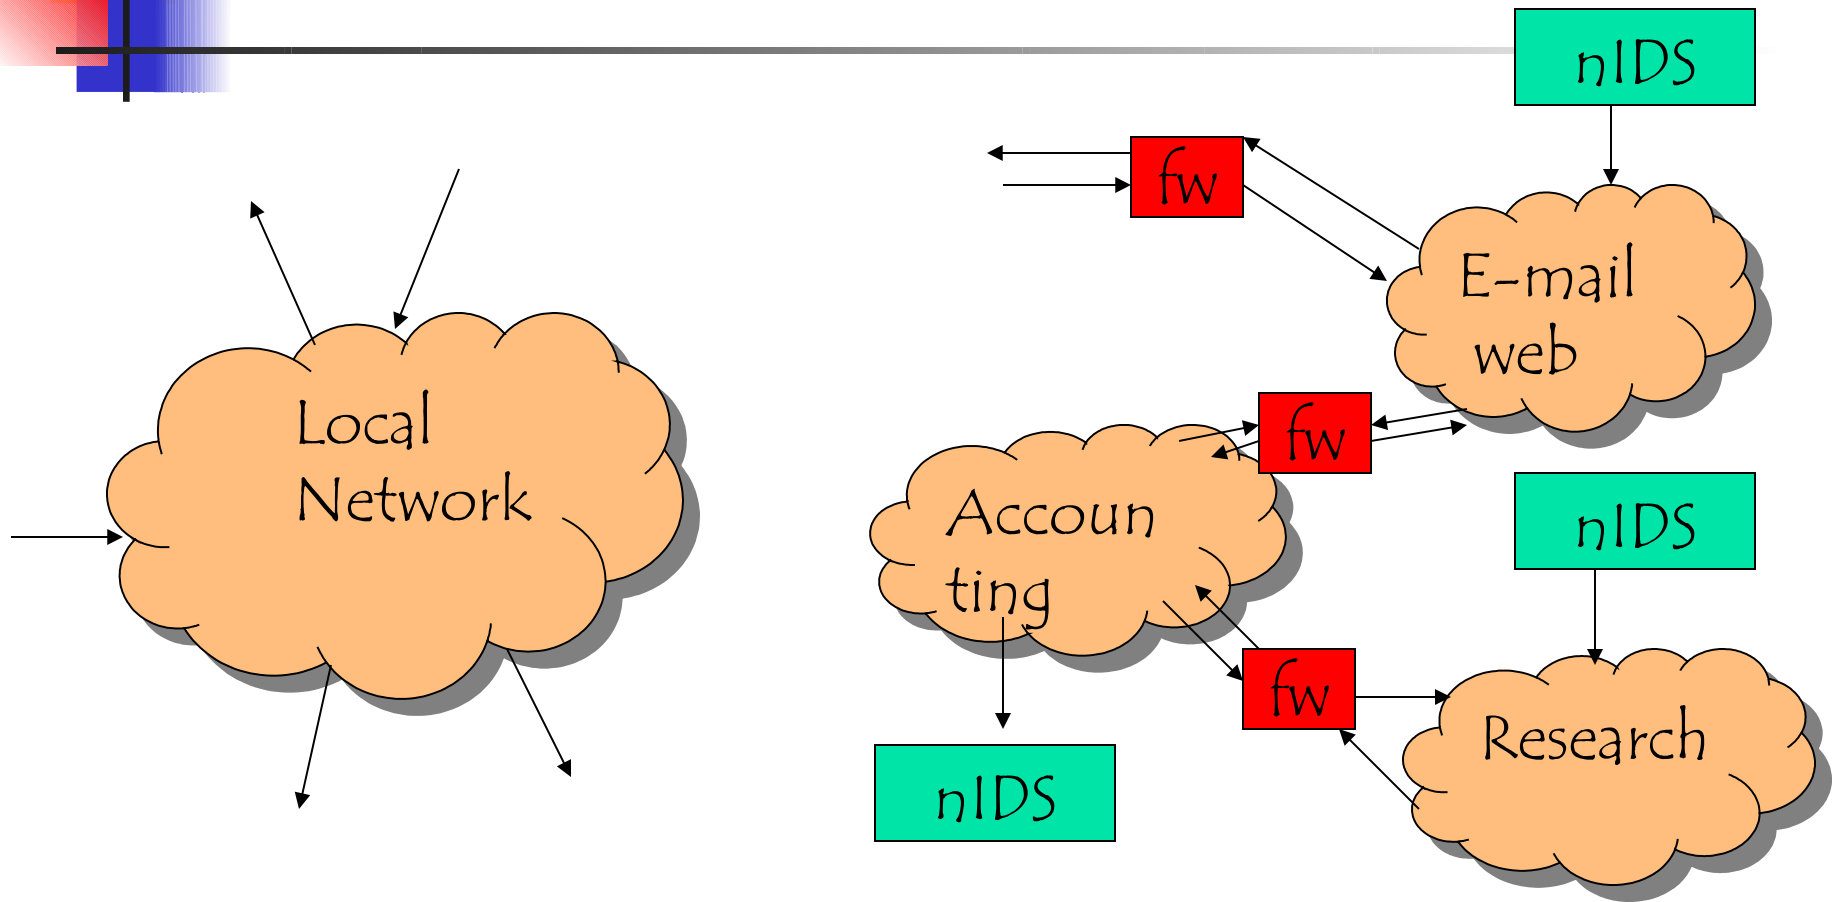 Local
Network
nIDS
fw
E-mail
web
fw
Accoun
ting
nIDS
fw
Research
nIDS